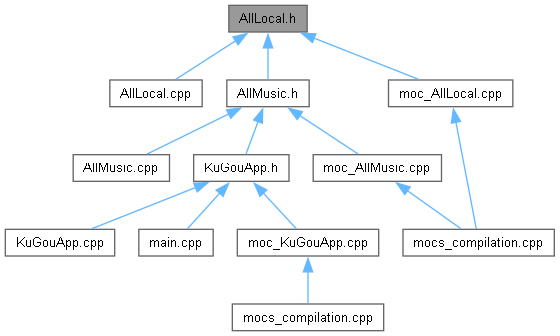 AllLocal.h
AllLocal.cpp
AllMusic.h
moc_AllLocal.cpp
AllMusic.cpp
KuGouApp.h
moc_AllMusic.cpp
KuGouApp.cpp
main.cpp
moc_KuGouApp.cpp
mocs_compilation.cpp
mocs_compilation.cpp